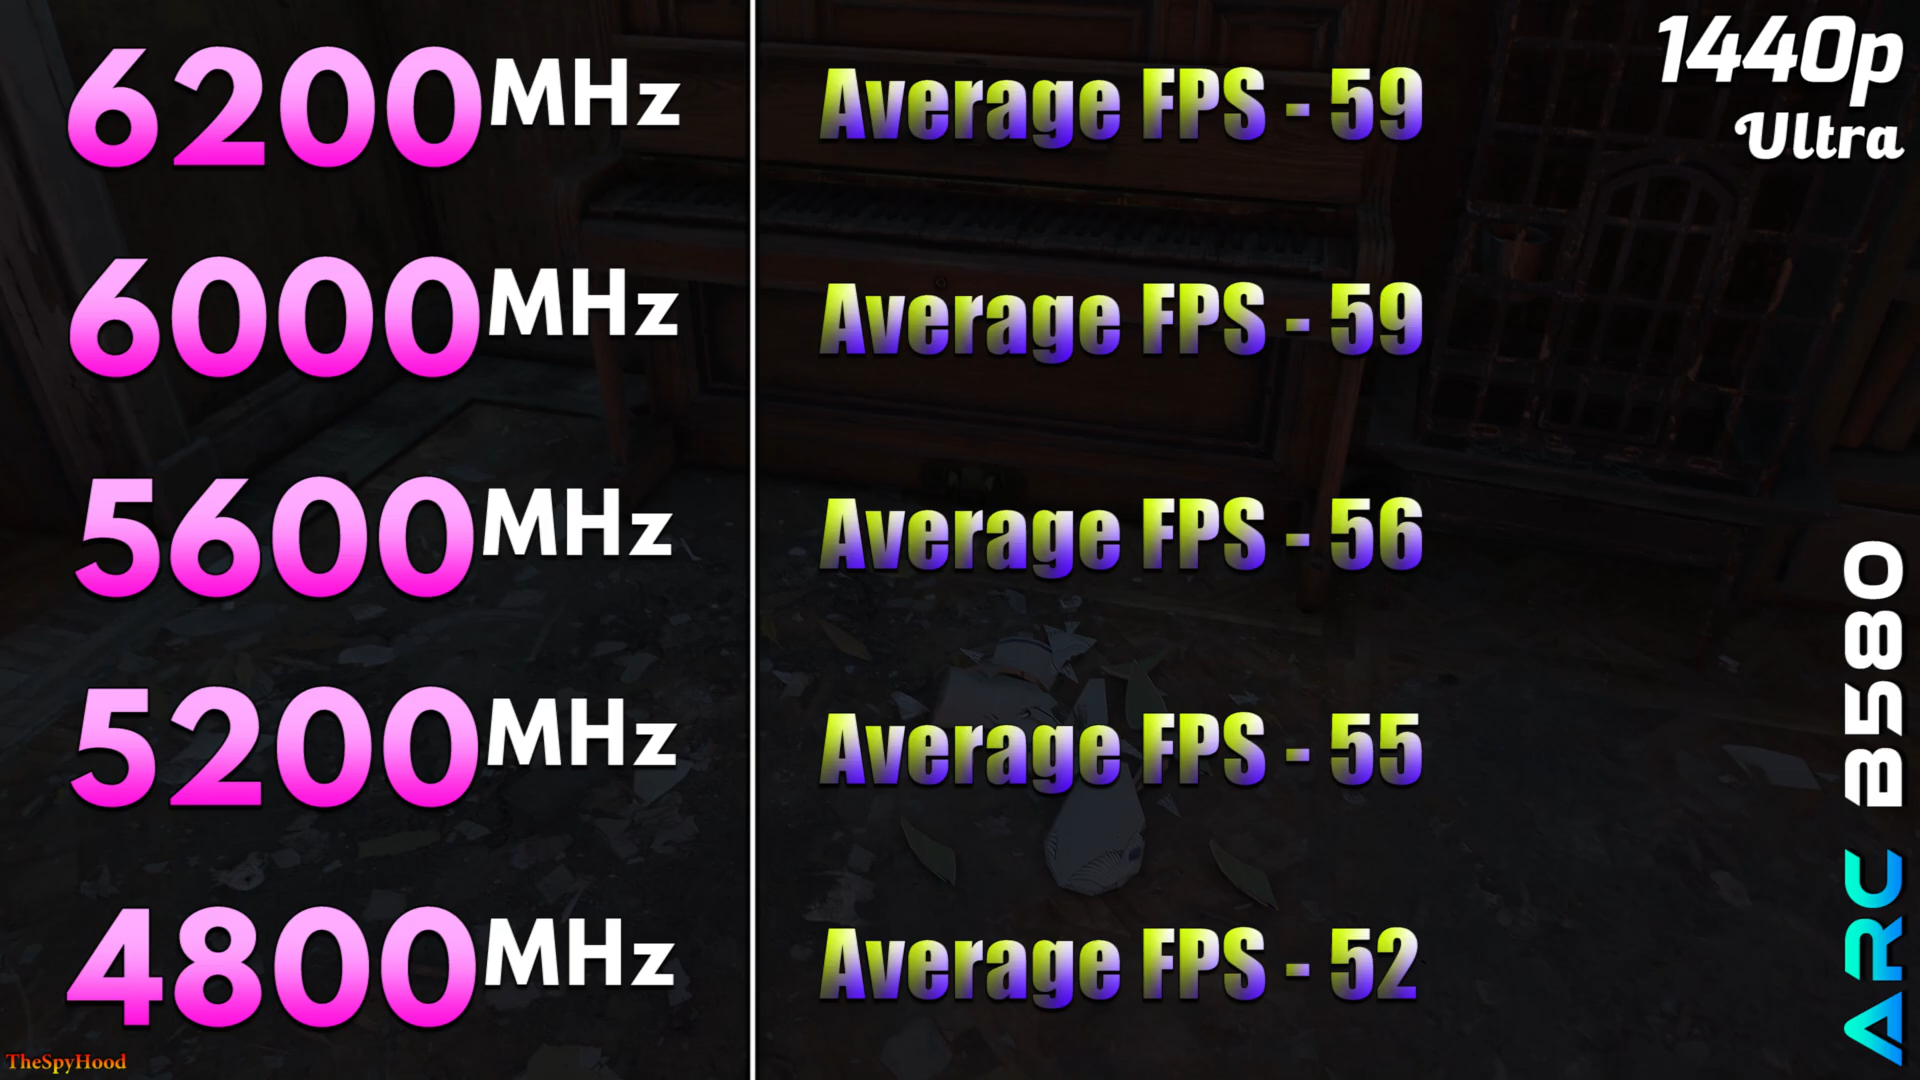 6200MHz Average FPS - 59
6000MHz Average FPS - 59
5600MHz Average FPS - 56
5200MHz Average FPS - 55
4800MHz Average FPS - 52
1440p
Ultra
ARC B580
TheSpyHood